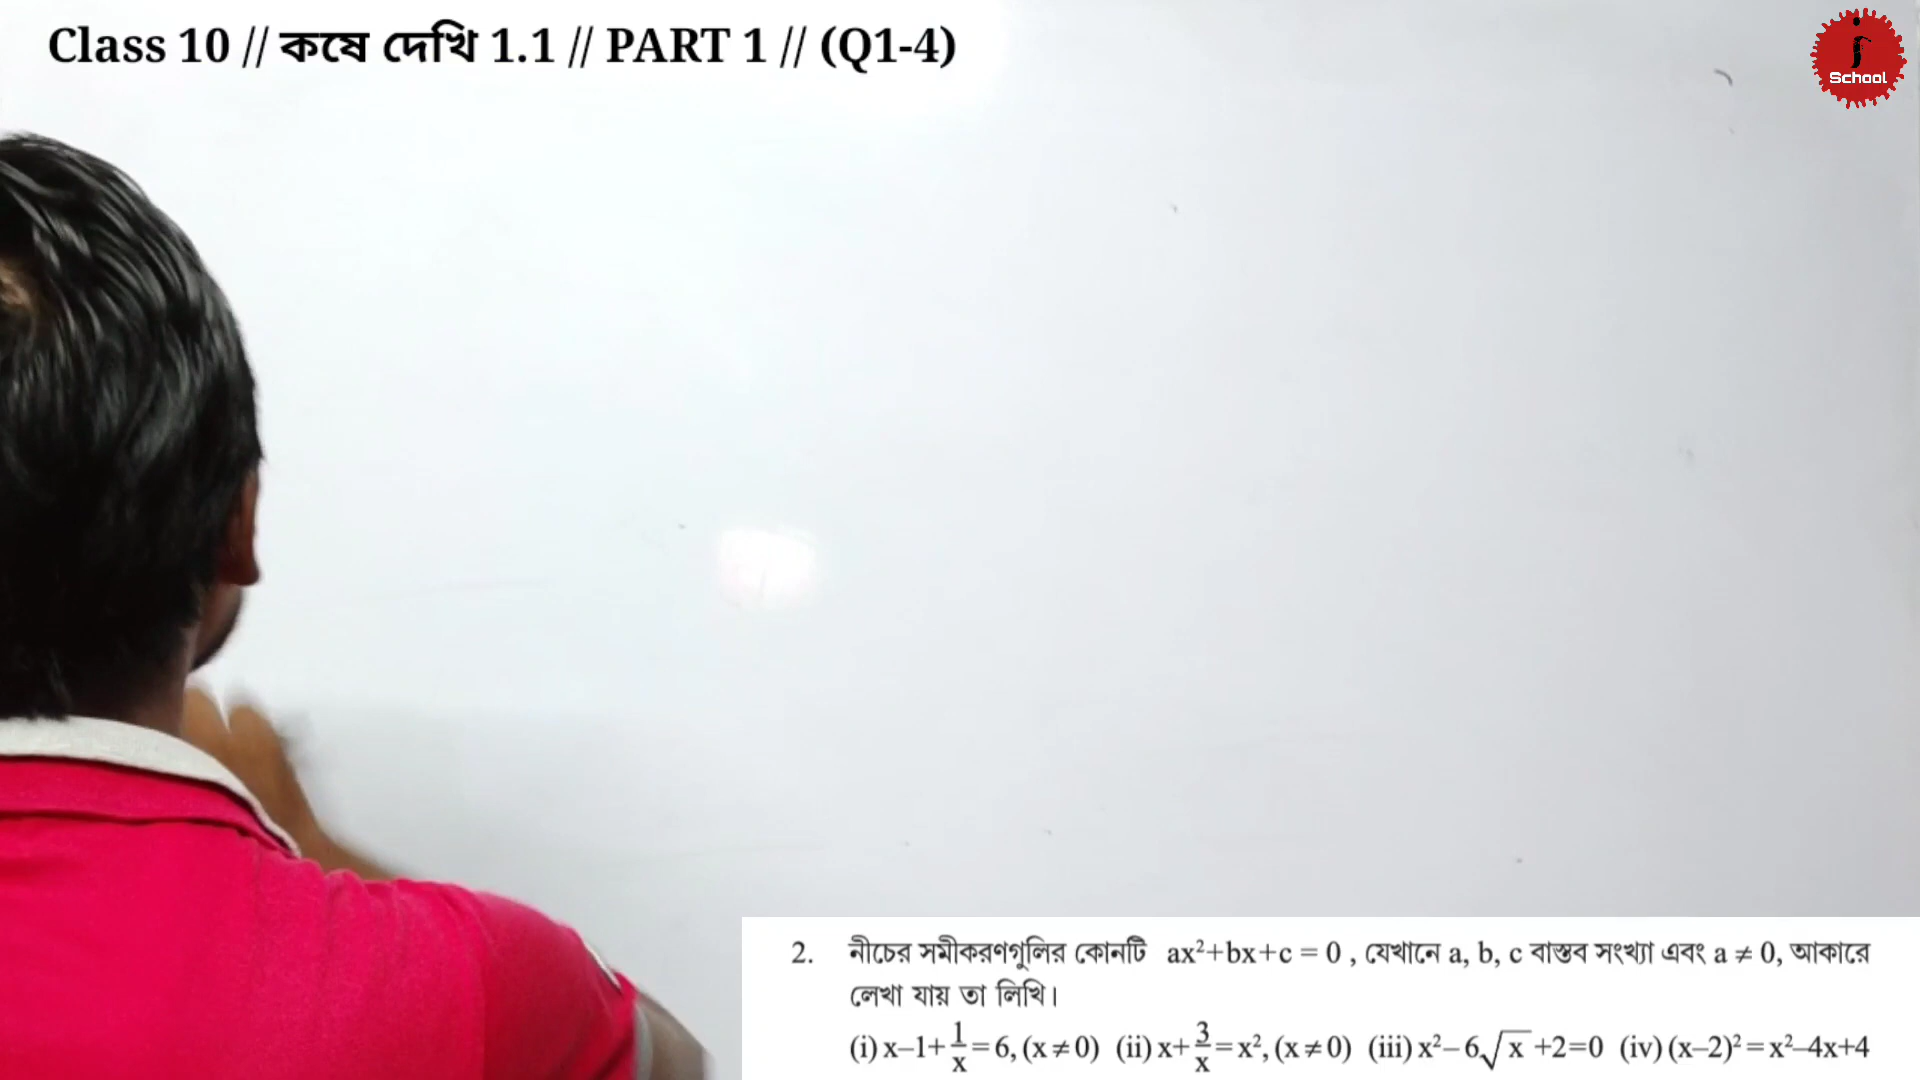 Class 10 // কষে দেখি 1.1 // PART 1 // (Q1-4)
School
2. নীচের সমীকরণগুলির কোনটি ax²+bx+c = 0 , যেখানে a, b, c বাস্তব সংখ্যা এবং a ≠ 0, আকারে
লেখা যায় তা লিখি।
(i) x–1+1/x=6, (x≠0) (ii) x+3/x=x², (x≠0) (iii) x²–6√x+2=0 (iv) (x–2)²=x²–4x+4